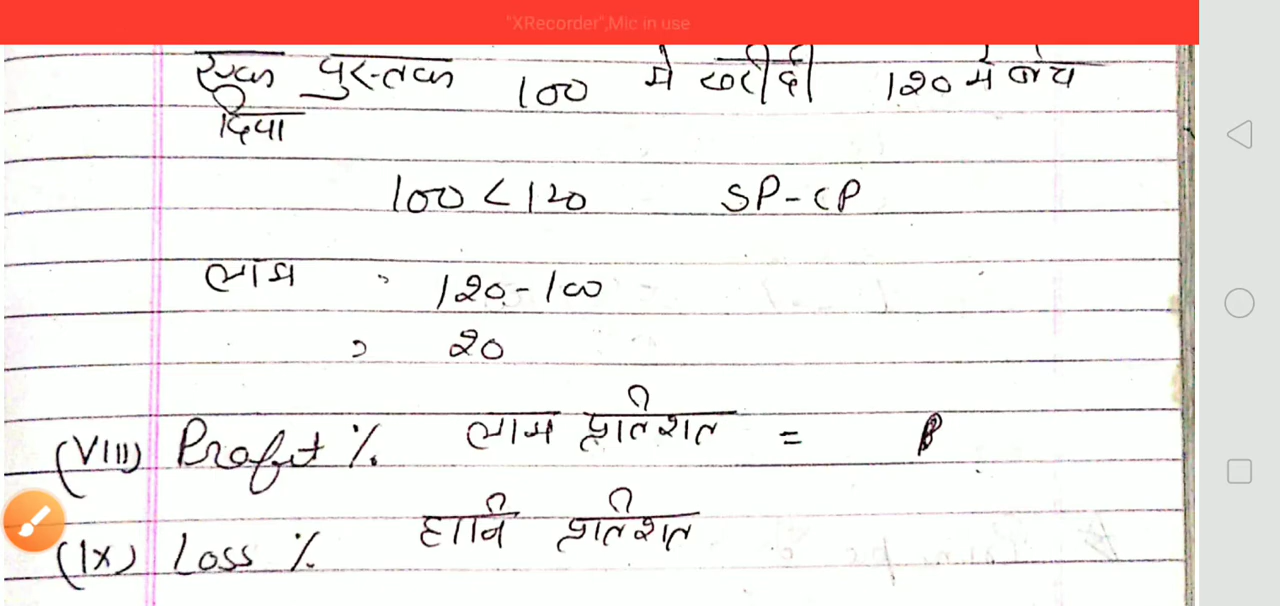 "XRecorder",Mic in use
एक पुस्तक 100 में खरीदी 120 में बेच
दिया
100 < 120 SP - CP
लाभ = 120 - 100
= 20
(VIII) Profit % लाभ प्रतिशत = P
(IX) Loss % हानि प्रतिशत